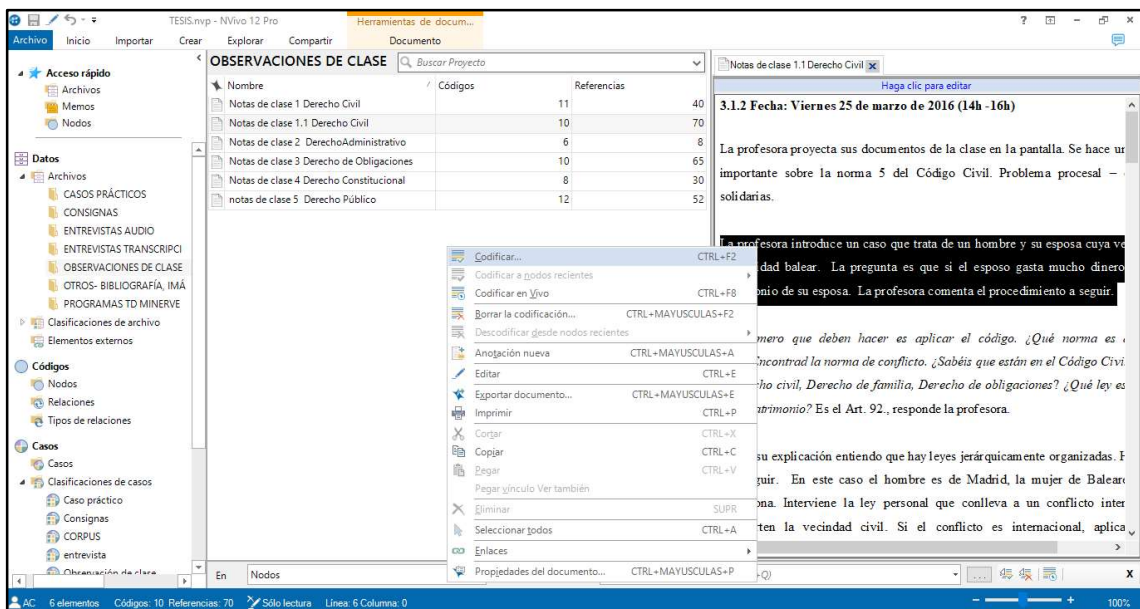 TESIS.nvp - NVivo 12 Pro
Herramientas de docum...
Archivo Inicio Importar Crear Explorar Compartir Documento
Acceso rápido
Archivos
Memos
Nodos
Datos
Archivos
CASOS PRÁCTICOS
CONSIGNAS
ENTREVISTAS AUDIO
ENTREVISTAS TRANSCRIPCI
OBSERVACIONES DE CLASE
OTROS- BIBLIOGRAFÍA, IMÁ
PROGRAMAS TD MINERVE
Clasificaciones de archivo
Elementos externos
Códigos
Nodos
Relaciones
Tipos de relaciones
Casos
Casos
Clasificaciones de casos
Caso práctico
Consignas
CORPUS
entrevista
Observación de clase
OBSERVACIONES DE CLASE Buscar Proyecto
Nombre Códigos Referencias
Notas de clase 1 Derecho Civil 11 40
Notas de clase 1.1 Derecho Civil 10 70
Notas de clase 2 DerechoAdministrativo 6 8
Notas de clase 3 Derecho de Obligaciones 10 65
Notas de clase 4 Derecho Constitucional 8 30
notas de clase 5 Derecho Público 12 52
Codificar... CTRL+F2
Codificar a nodos recientes
Codificar en Vivo CTRL+F8
Borrar la codificación... CTRL+MAYUSCULAS+F2
Descodificar desde nodos recientes
Anotación nueva CTRL+MAYUSCULAS+A
Editar CTRL+E
Exportar documento... CTRL+MAYUSCULAS+E
Imprimir CTRL+P
Cortar CTRL+X
Copiar CTRL+C
Pegar CTRL+V
Pegar vínculo Ver también
Eliminar SUPR
Seleccionar todos CTRL+A
Enlaces
Propiedades del documento... CTRL+MAYUSCULAS+P
Notas de clase 1.1 Derecho Civil
Haga clic para editar
3.1.2 Fecha: Viernes 25 de marzo de 2016 (14h -16h)
La profesora proyecta sus documentos de la clase en la pantalla. Se hace un
importante sobre la norma 5 del Código Civil. Problema procesal –
solidarias.
La profesora introduce un caso que trata de un hombre y su esposa cuya ve
idad balear. La pregunta es que si el esposo gasta mucho dinero
onio de su esposa. La profesora comenta el procedimiento a seguir.
mero que deben hacer es aplicar el código. ¿Qué norma es
ncontrad la norma de conflicto. ¿Sabéis que están en el Código Civi
ho civil, Derecho de familia, Derecho de obligaciones? ¿Qué ley es
atrimonio? Es el Art. 92., responde la profesora.
su explicación entiendo que hay leyes jerárquicamente organizadas. H
guir. En este caso el hombre es de Madrid, la mujer de Baleare
ona. Interviene la ley personal que conlleva a un conflicto inter
rten la vecindad civil. Si el conflicto es internacional, aplica
En Nodos +Q)
AC 6 elementos Códigos: 10 Referencias: 70 Sólo lectura Línea: 6 Columna: 0 100%